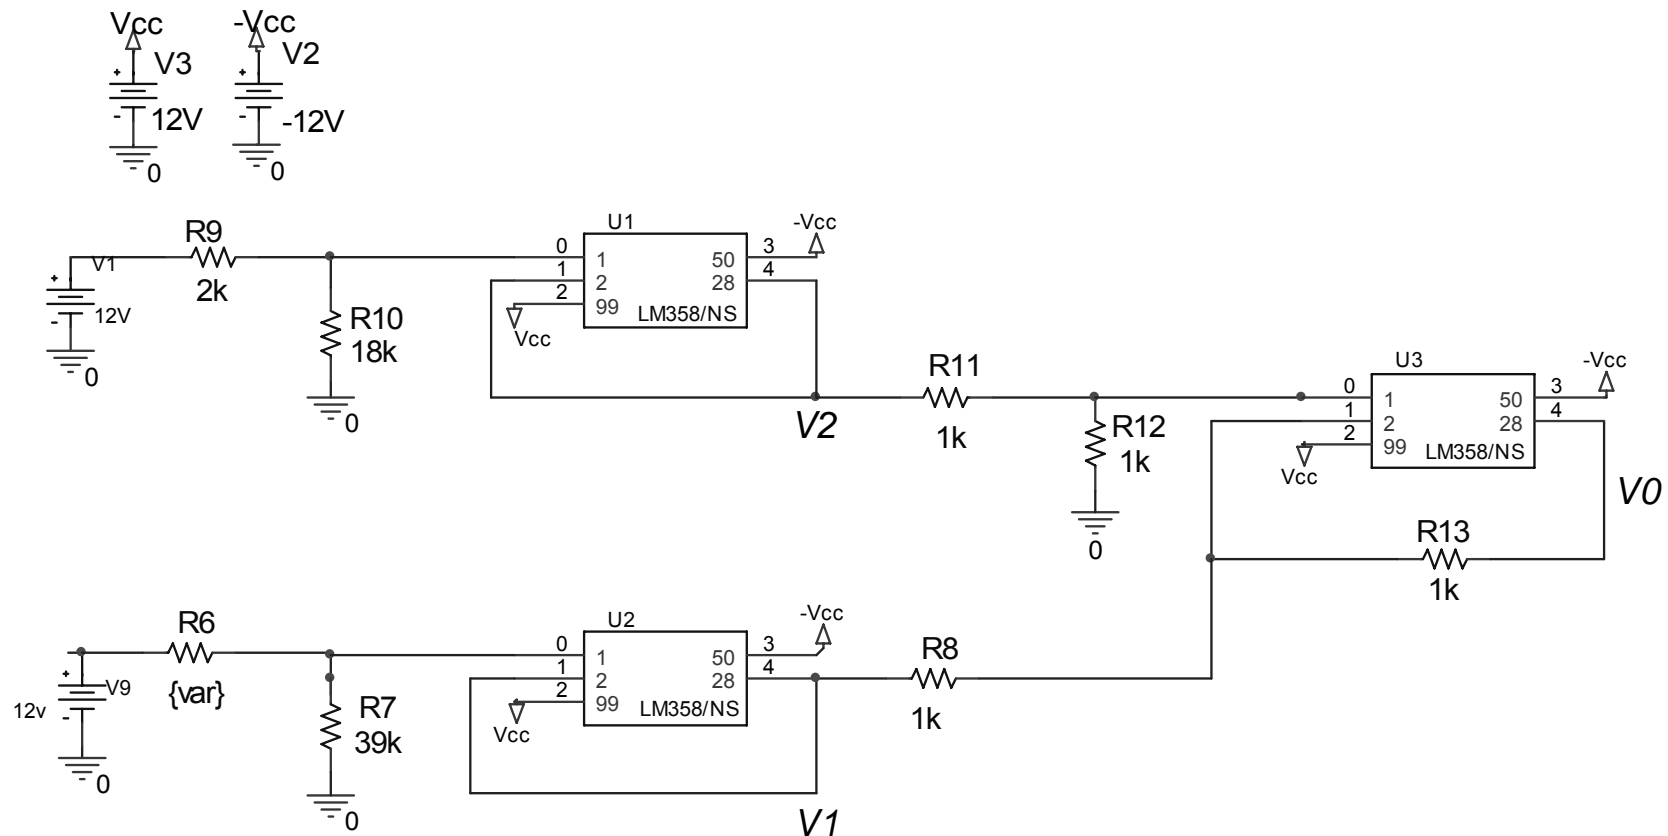 Vcc
-Vcc
+
V3
+
V2
-
12V
-
-12V
0
0
R9
2k
V1
+
-
12V
0
R10
18k
0
U1
0
1
2
1
2
99
50
28
3
4
LM358/NS
-Vcc
Vcc
V2
R11
1k
R12
1k
0
U3
0
1
2
1
2
99
50
28
3
4
LM358/NS
-Vcc
Vcc
V0
R13
1k
R6
{var}
+
V9
12v
-
0
R7
39k
0
U2
0
1
2
1
2
99
50
28
3
4
LM358/NS
-Vcc
Vcc
R8
1k
V1